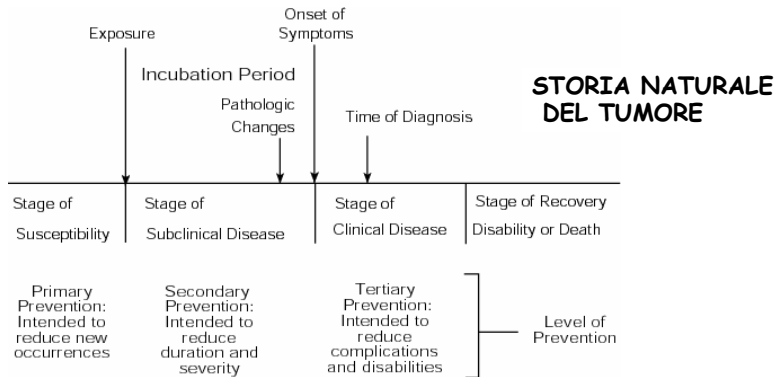 Onset of
Symptoms
Exposure
Incubation Period
Pathologic
Changes
Time of Diagnosis
STORIA NATURALE
DEL TUMORE
Stage of
Susceptibility
Stage of
Subclinical Disease
Stage of
Clinical Disease
Stage of Recovery
Disability or Death
Primary
Prevention:
Intended to
reduce new
occurrences
Secondary
Prevention:
Intended to
reduce
duration and
severity
Tertiary
Prevention:
Intended to
reduce
complications
and disabilities
Level of
Prevention